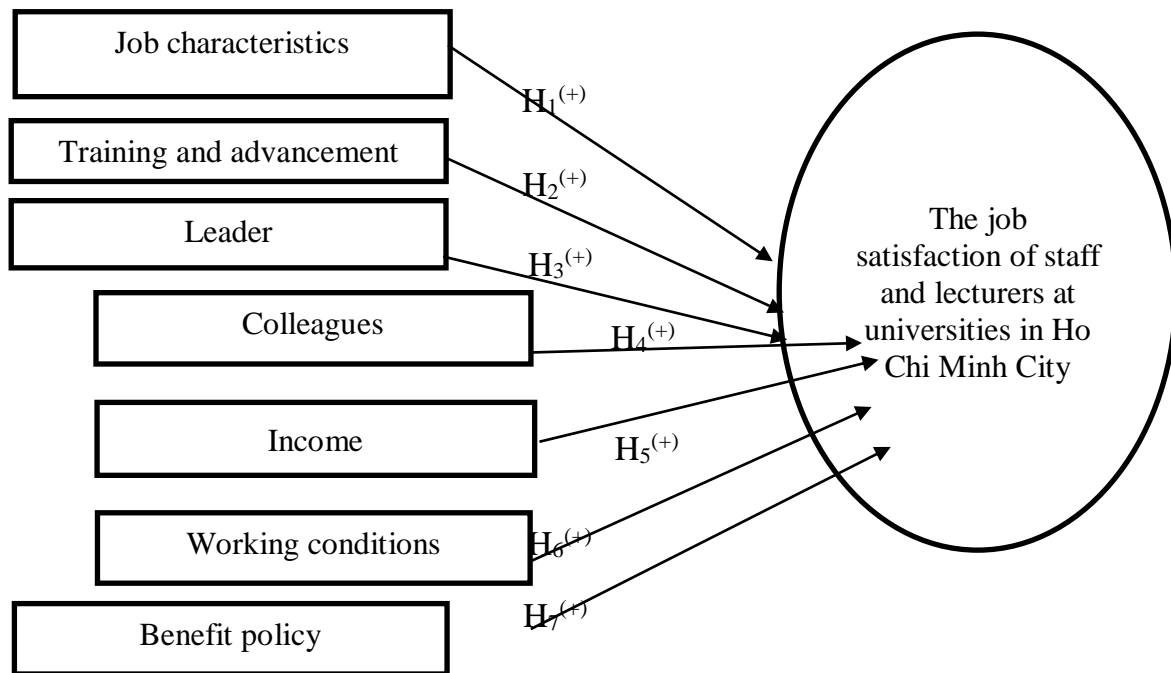 Job characteristics
H₁⁽⁺⁾
Training and advancement
H₂⁽⁺⁾
Leader
H₃⁽⁺⁾
Colleagues
H₄⁽⁺⁾
Income
H₅⁽⁺⁾
Working conditions
H₆⁽⁺⁾
Benefit policy
H₇⁽⁺⁾
The job
satisfaction of staff
and lecturers at
universities in Ho
Chi Minh City